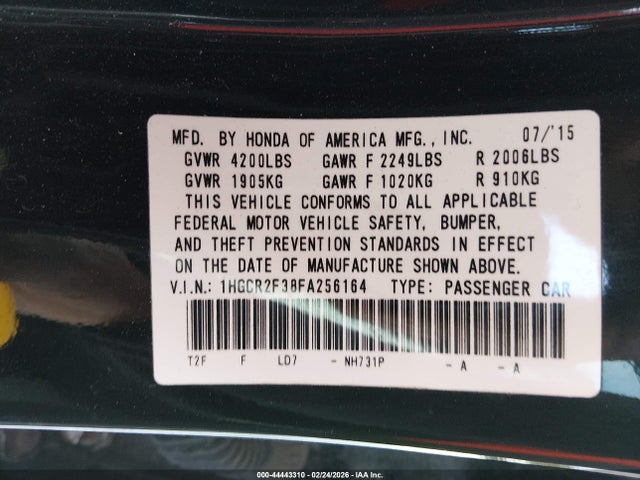 MFD. BY HONDA OF AMERICA MFG., INC. 07/'15
GVWR 4200LBS GAWR F 2249LBS R 2006LBS
GVWR 1905KG GAWR F 1020KG R 910KG
THIS VEHICLE CONFORMS TO ALL APPLICABLE
FEDERAL MOTOR VEHICLE SAFETY, BUMPER,
AND THEFT PREVENTION STANDARDS IN EFFECT
ON THE DATE OF MANUFACTURE SHOWN ABOVE.
V.I.N.: 1HGCR2F38FA256164 TYPE: PASSENGER CAR
T2F F LD7 - NH731P - A - A
000-44443310 - 02/24/2026 - IAA Inc.